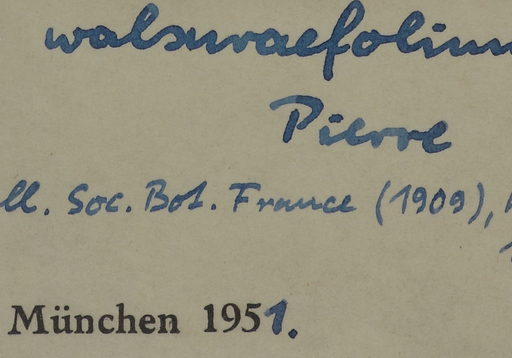 walsuraefolium
Pierre
ll. Soc. Bot. France (1909),
München 1951.